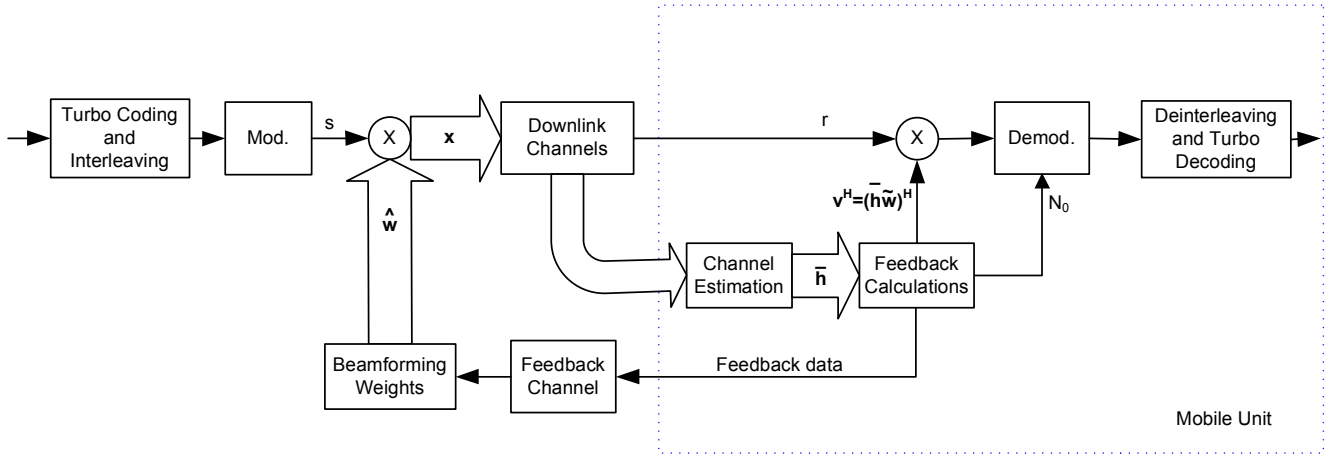 Turbo Coding
and
Interleaving
Mod.
s
X
x
Downlink
Channels
r
X
Demod.
Deinterleaving
and Turbo
Decoding
ŵ
v^H=(h̅w̃)^H
N₀
Channel
Estimation
h̅
Feedback
Calculations
Beamforming
Weights
Feedback
Channel
Feedback data
Mobile Unit